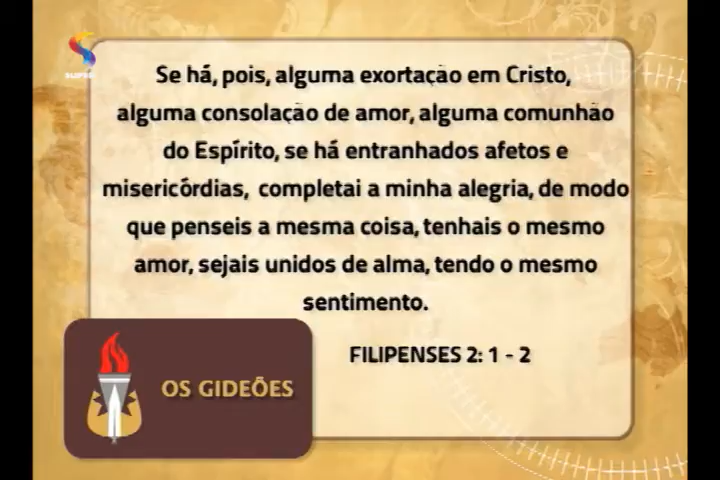 Se há, pois, alguma exortação em Cristo,
alguma consolação de amor, alguma comunhão
do Espírito, se há entranhados afetos e
misericórdias, completai a minha alegria, de modo
que penseis a mesma coisa, tenhais o mesmo
amor, sejais unidos de alma, tendo o mesmo
sentimento.
FILIPENSES 2: 1 - 2
OS GIDEÕES